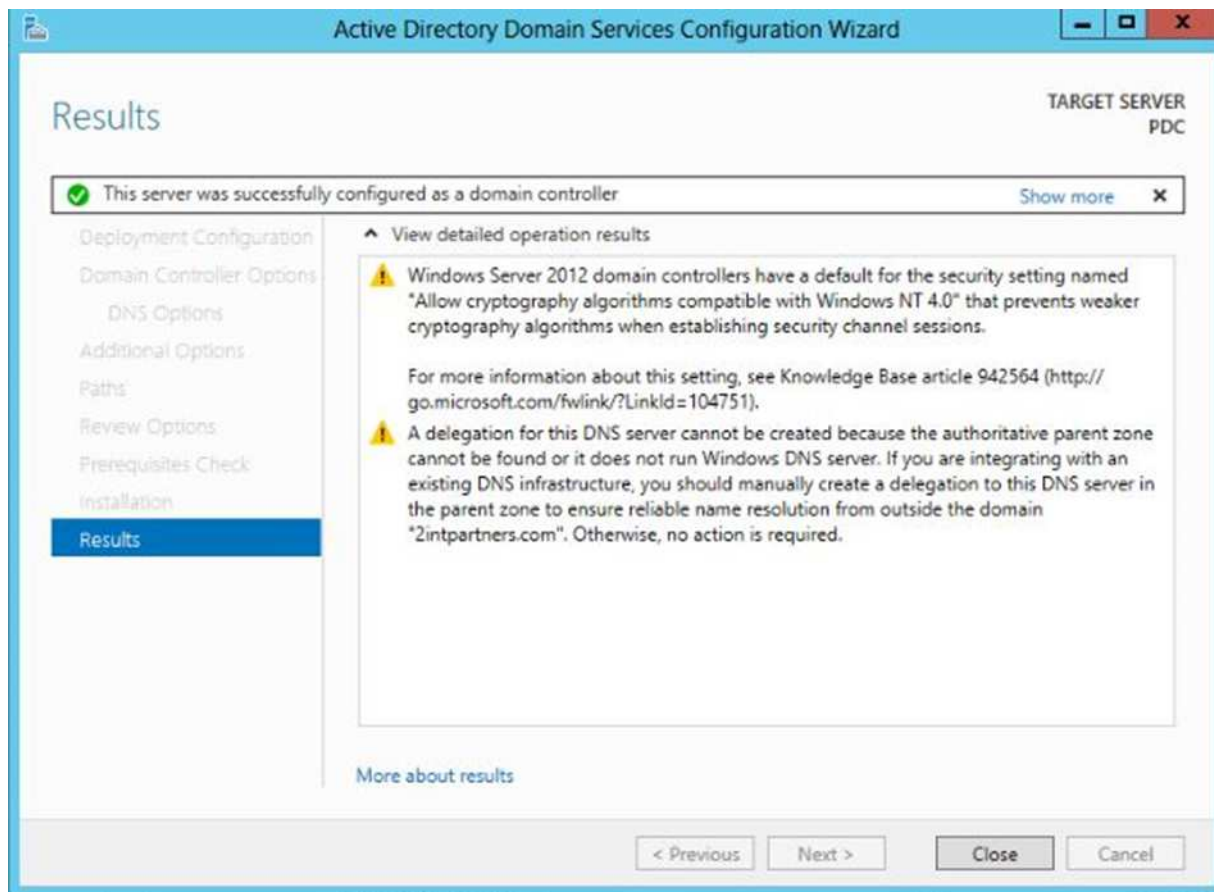 Active Directory Domain Services Configuration Wizard
Results
TARGET SERVER
PDC
This server was successfully configured as a domain controller
Show more
Deployment Configuration
Domain Controller Options
DNS Options
Additional Options
Paths
Review Options
Prerequisites Check
Installation
Results
View detailed operation results
Windows Server 2012 domain controllers have a default for the security setting named
"Allow cryptography algorithms compatible with Windows NT 4.0" that prevents weaker
cryptography algorithms when establishing security channel sessions.
For more information about this setting, see Knowledge Base article 942564 (http://
go.microsoft.com/fwlink/?LinkId=104751).
A delegation for this DNS server cannot be created because the authoritative parent zone
cannot be found or it does not run Windows DNS server. If you are integrating with an
existing DNS infrastructure, you should manually create a delegation to this DNS server in
the parent zone to ensure reliable name resolution from outside the domain
"2intpartners.com". Otherwise, no action is required.
More about results
< Previous
Next >
Close
Cancel